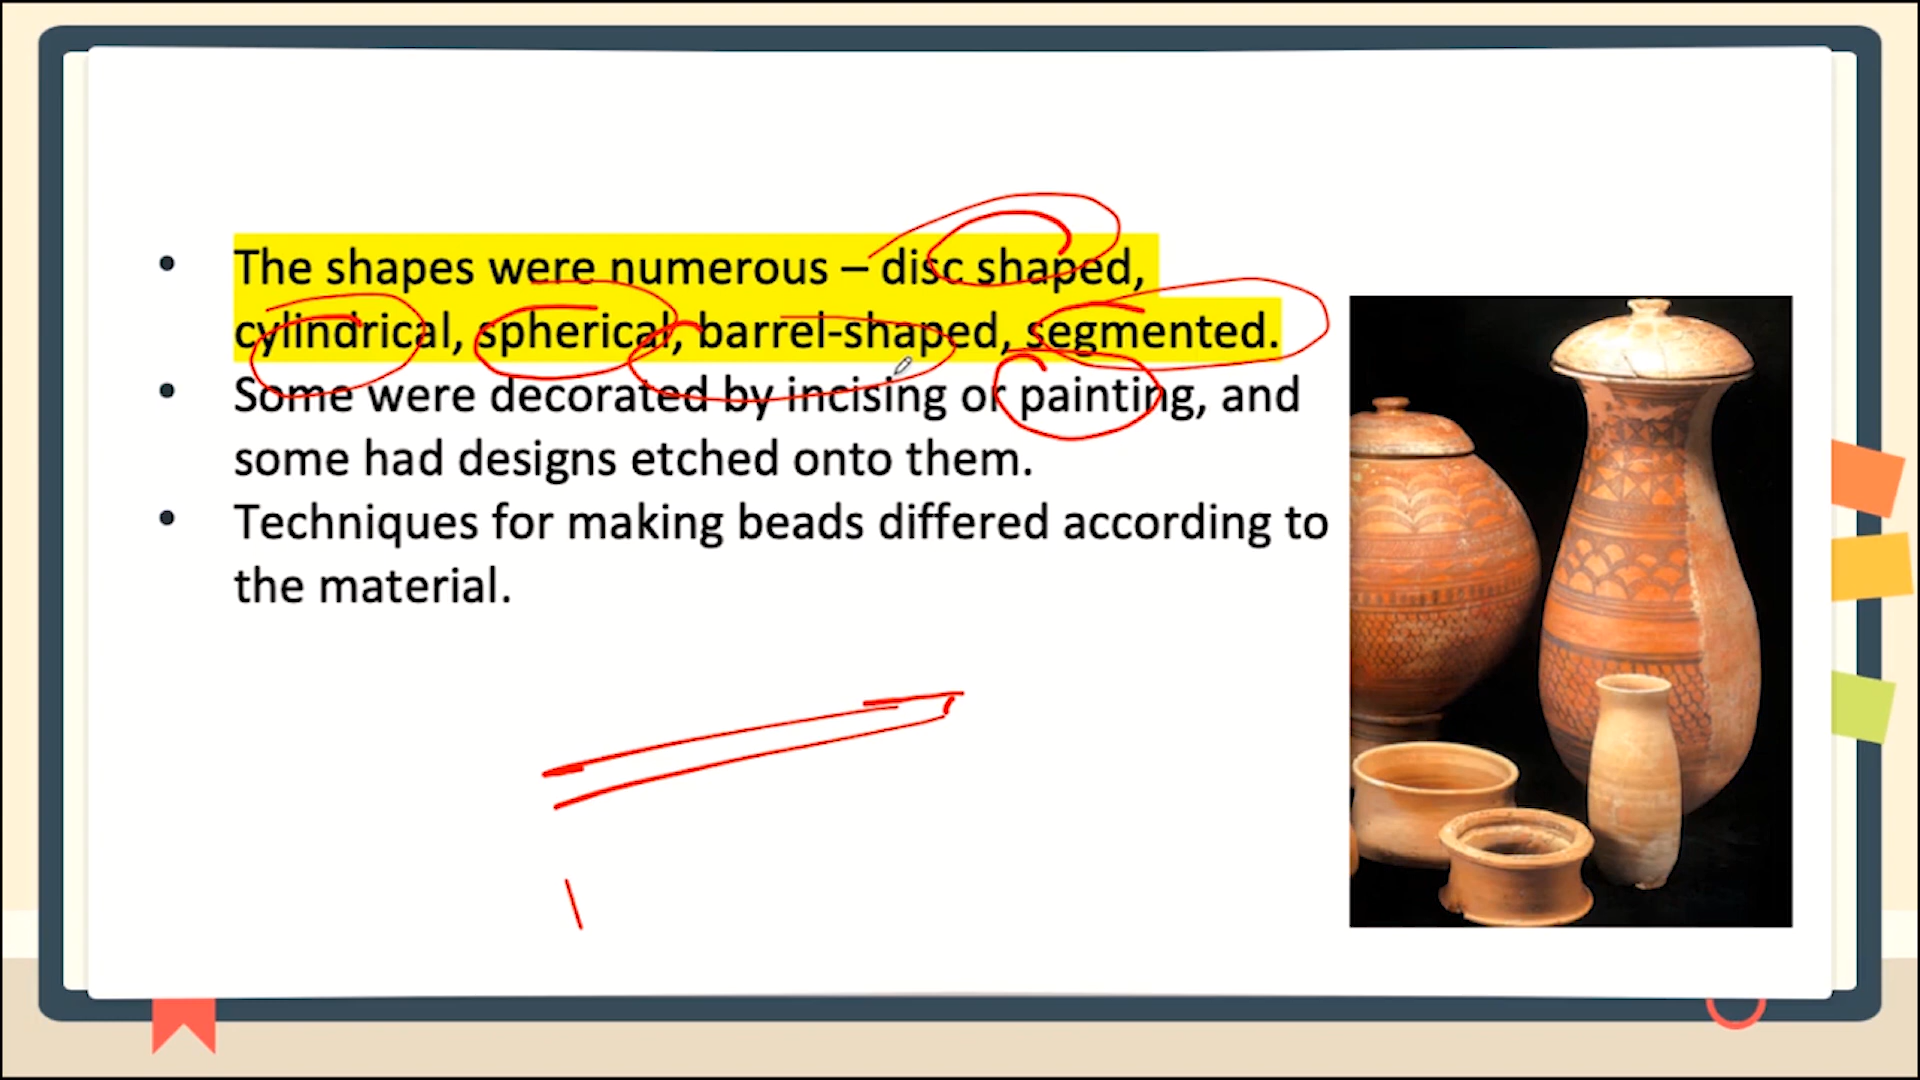 • The shapes were numerous – disc shaped,
cylindrical, spherical, barrel-shaped, segmented.
• Some were decorated by incising or painting, and
some had designs etched onto them.
• Techniques for making beads differed according to
the material.